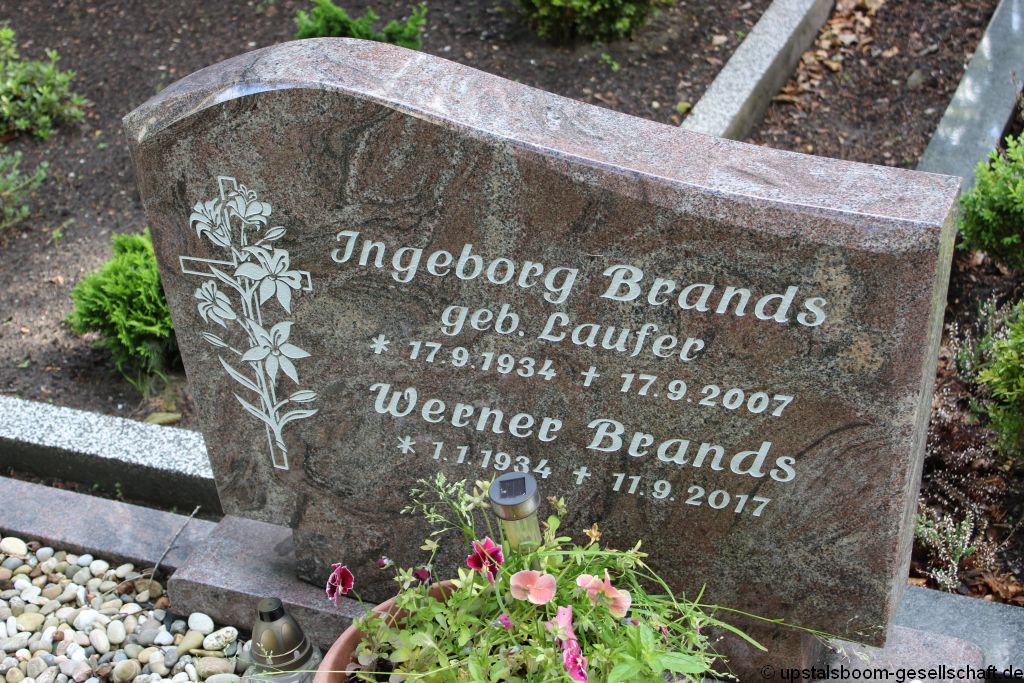 Ingeborg Brands
geb. Laufer
* 17.9.1934 † 17.9.2007
Werner Brands
* 1.1.1934 † 11.9.2017
© upstalsboom-gesellschaft.de